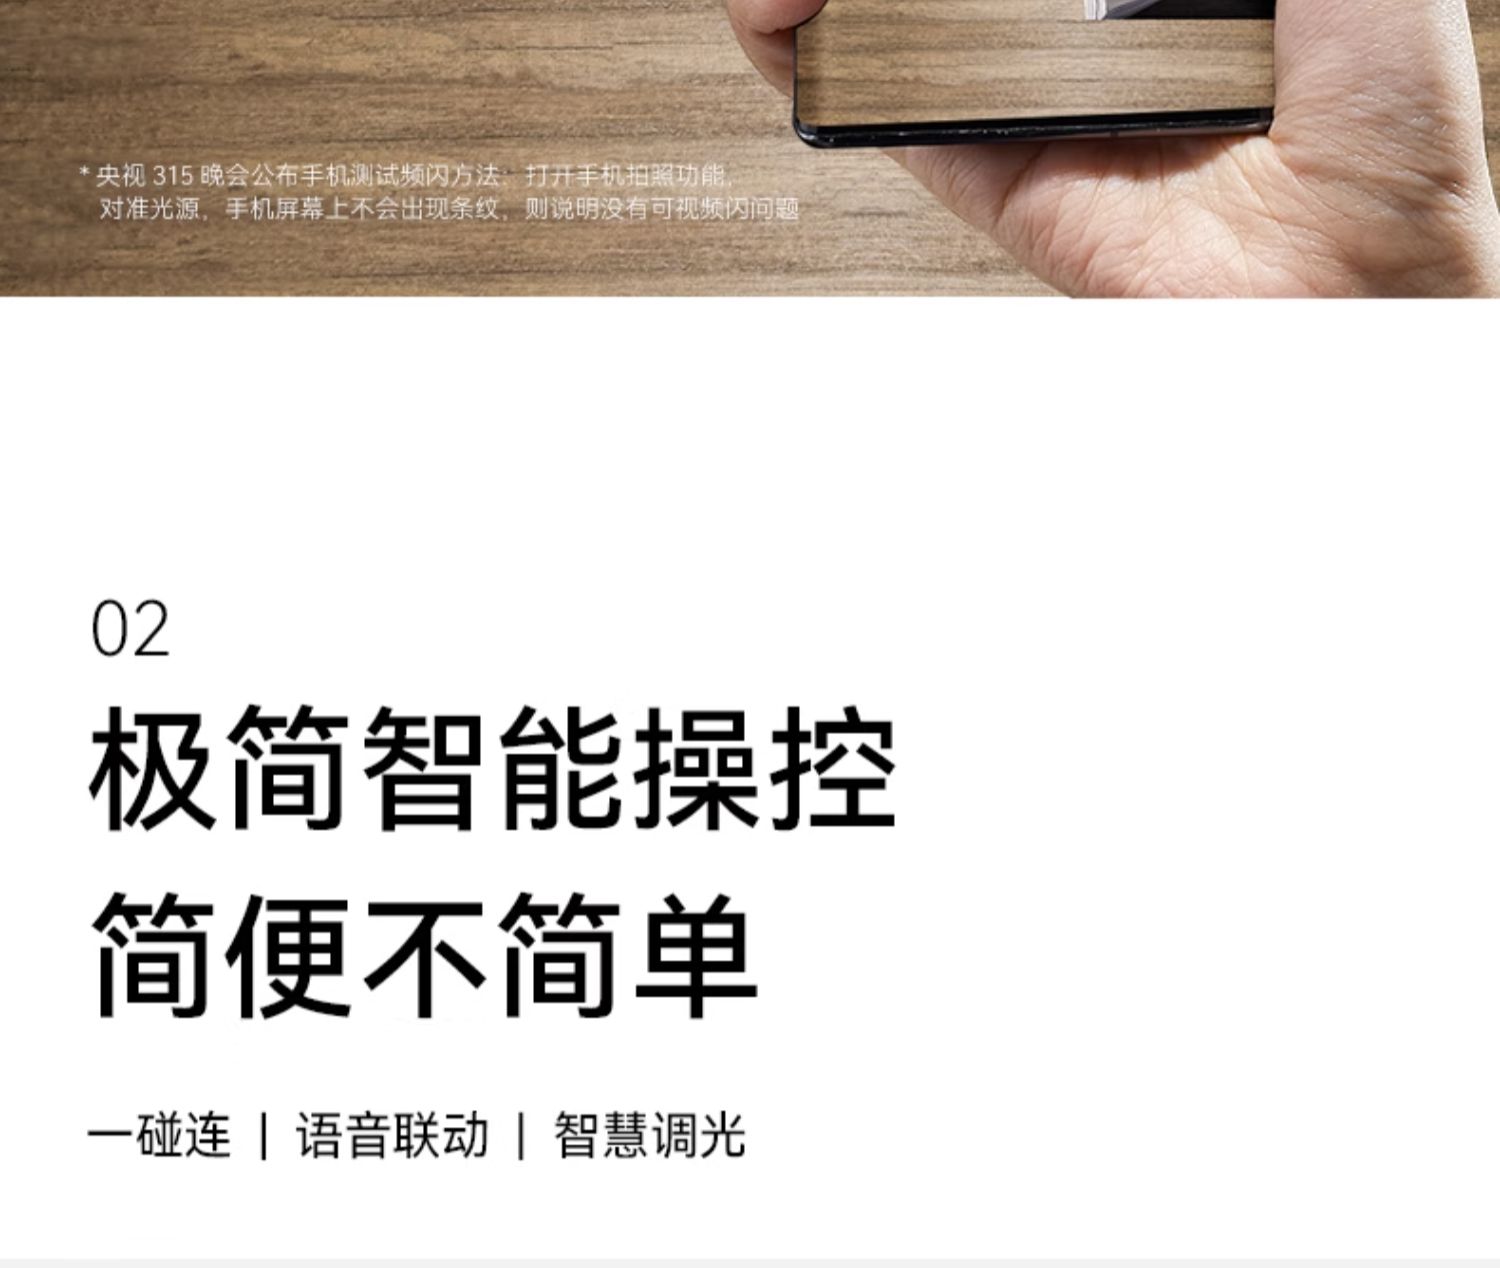 * 央视 315 晚会公布手机测试频闪方法：打开手机拍照功能，
对准光源，手机屏幕上不会出现条纹，则说明没有可视频闪问题
02
极简智能操控
简便不简单
一碰连 | 语音联动 | 智慧调光